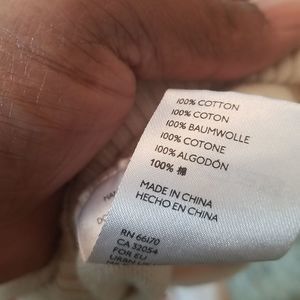 100% COTTON
100% COTON
100% BAUMWOLLE
100% COTONE
100% ALGODÓN
100% 棉
MADE IN CHINA
HECHO EN CHINA
RN 66170
CA 32054
FOR EU
URBN